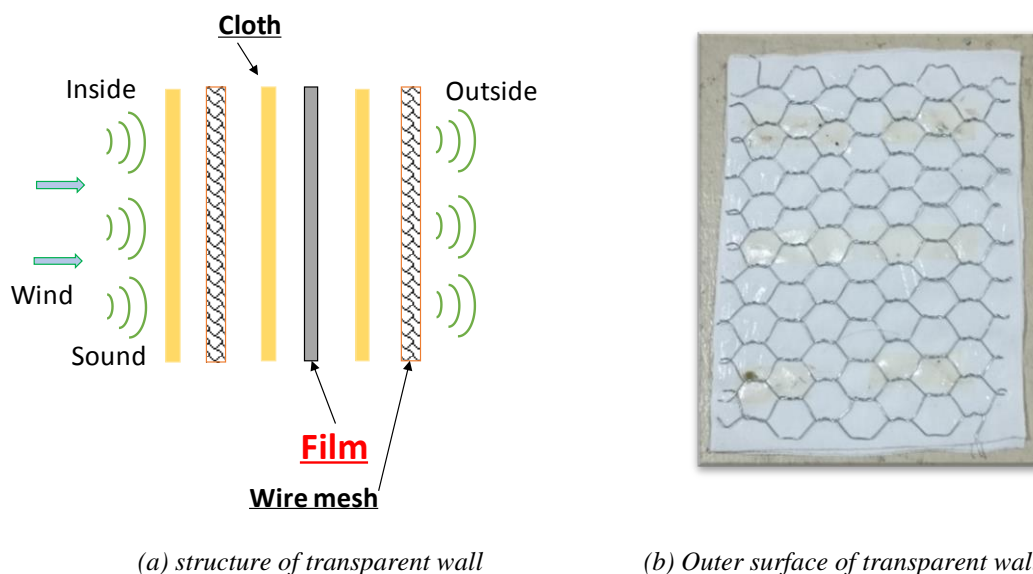 Cloth
Inside
Outside
Wind
Sound
Film
Wire mesh
(a) structure of transparent wall
(b) Outer surface of transparent wal